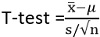 T-test = x̄−μ / s/√n